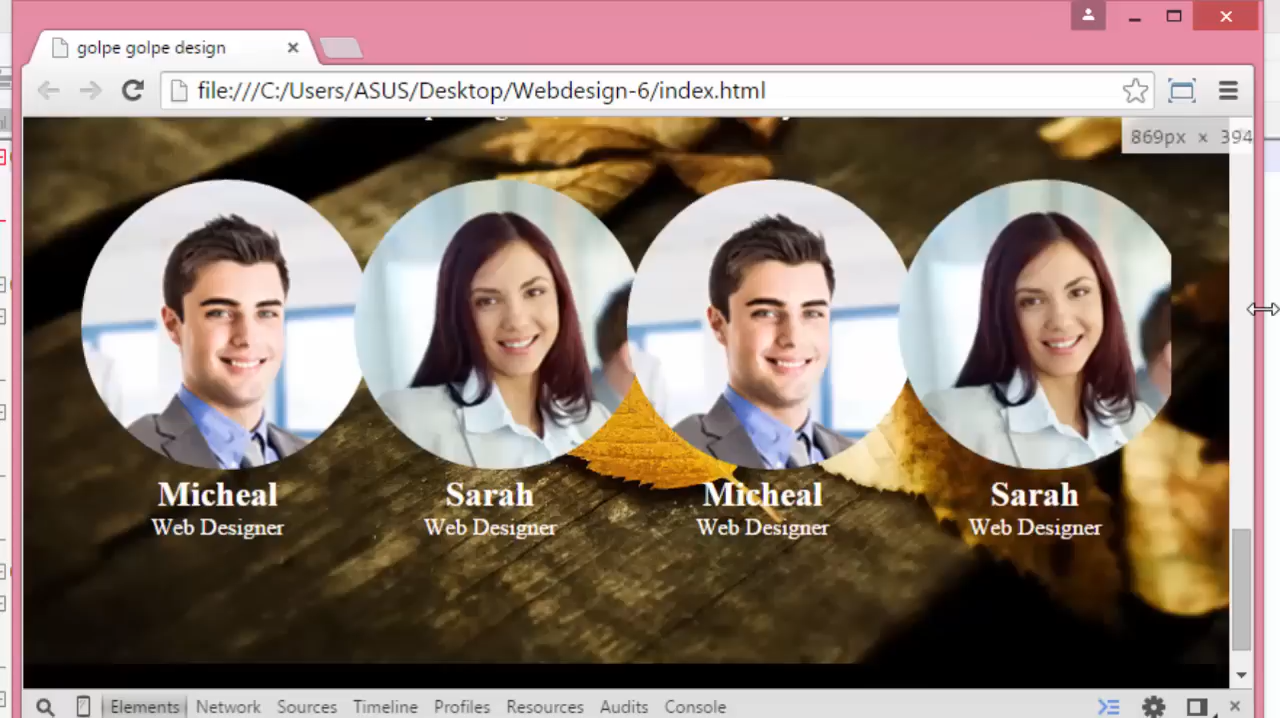 golpe golpe design
file:///C:/Users/ASUS/Desktop/Webdesign-6/index.html
869px × 394
Micheal Sarah Micheal Sarah
Web Designer Web Designer Web Designer Web Designer
Elements Network Sources Timeline Profiles Resources Audits Console